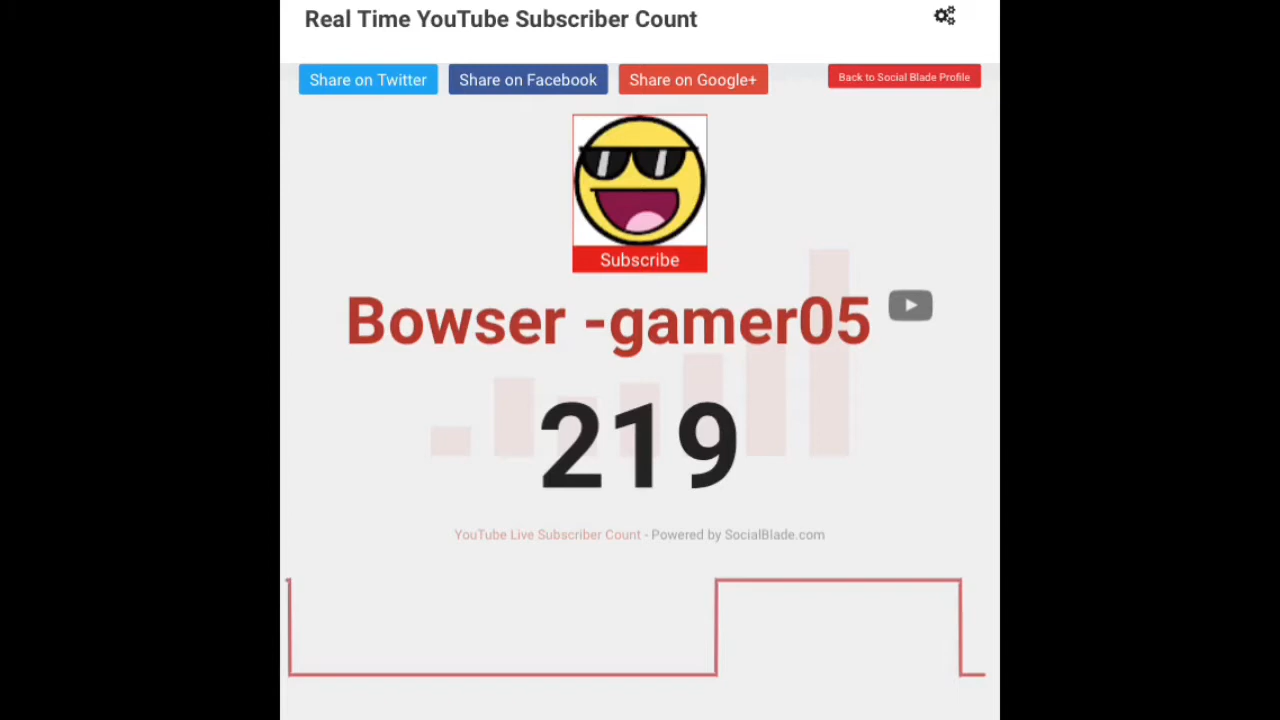 Real Time YouTube Subscriber Count
Share on Twitter
Share on Facebook
Share on Google+
Back to Social Blade Profile
Subscribe
Bowser -gamer05
219
YouTube Live Subscriber Count - Powered by SocialBlade.com